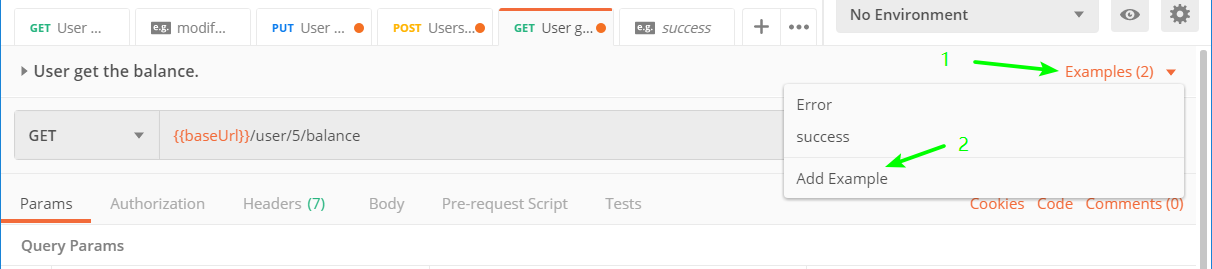 GET User ... e.g. modif... PUT User ... POST Users... GET User g... e.g. success + ••• No Environment
1
User get the balance. Examples (2)
Error
GET {{baseUrl}}/user/5/balance success
2
Add Example
Params Authorization Headers (7) Body Pre-request Script Tests Cookies Code Comments (0)
Query Params